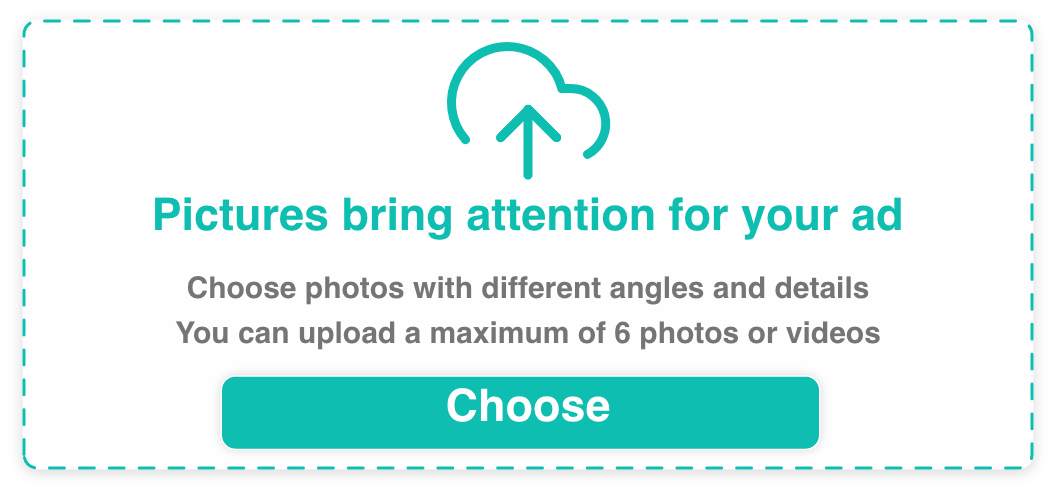 Pictures bring attention for your ad
Choose photos with different angles and details
You can upload a maximum of 6 photos or videos
Choose